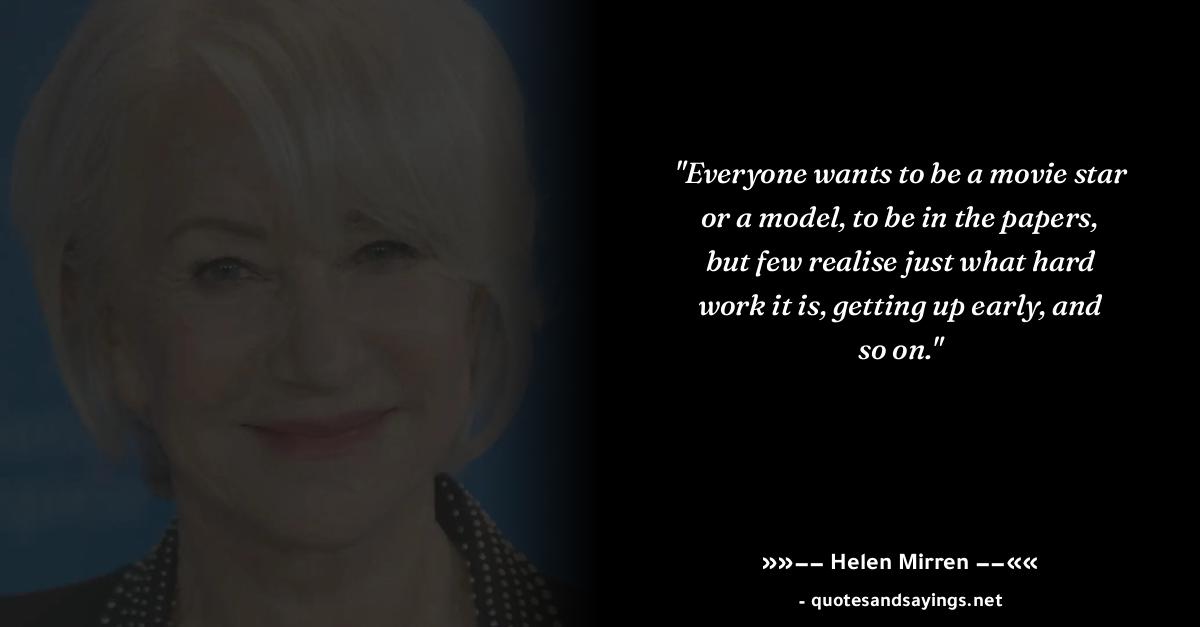 "Everyone wants to be a movie star
or a model, to be in the papers,
but few realise just what hard
work it is, getting up early, and
so on."
»»−− Helen Mirren −−««
- quotesandsayings.net